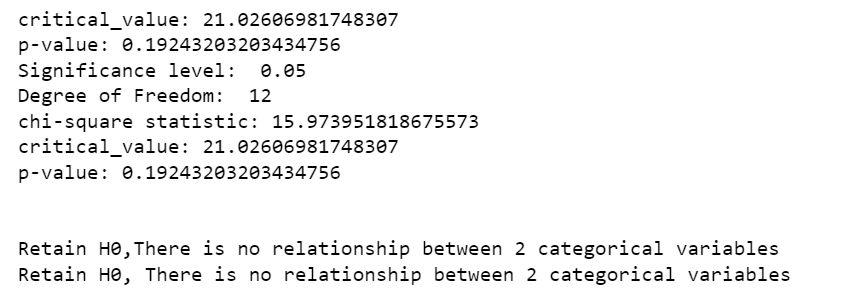 critical_value: 21.02606981748307
p-value: 0.19243203203434756
Significance level:  0.05
Degree of Freedom:  12
chi-square statistic: 15.973951818675573
critical_value: 21.02606981748307
p-value: 0.19243203203434756
Retain H0,There is no relationship between 2 categorical variables
Retain H0, There is no relationship between 2 categorical variables